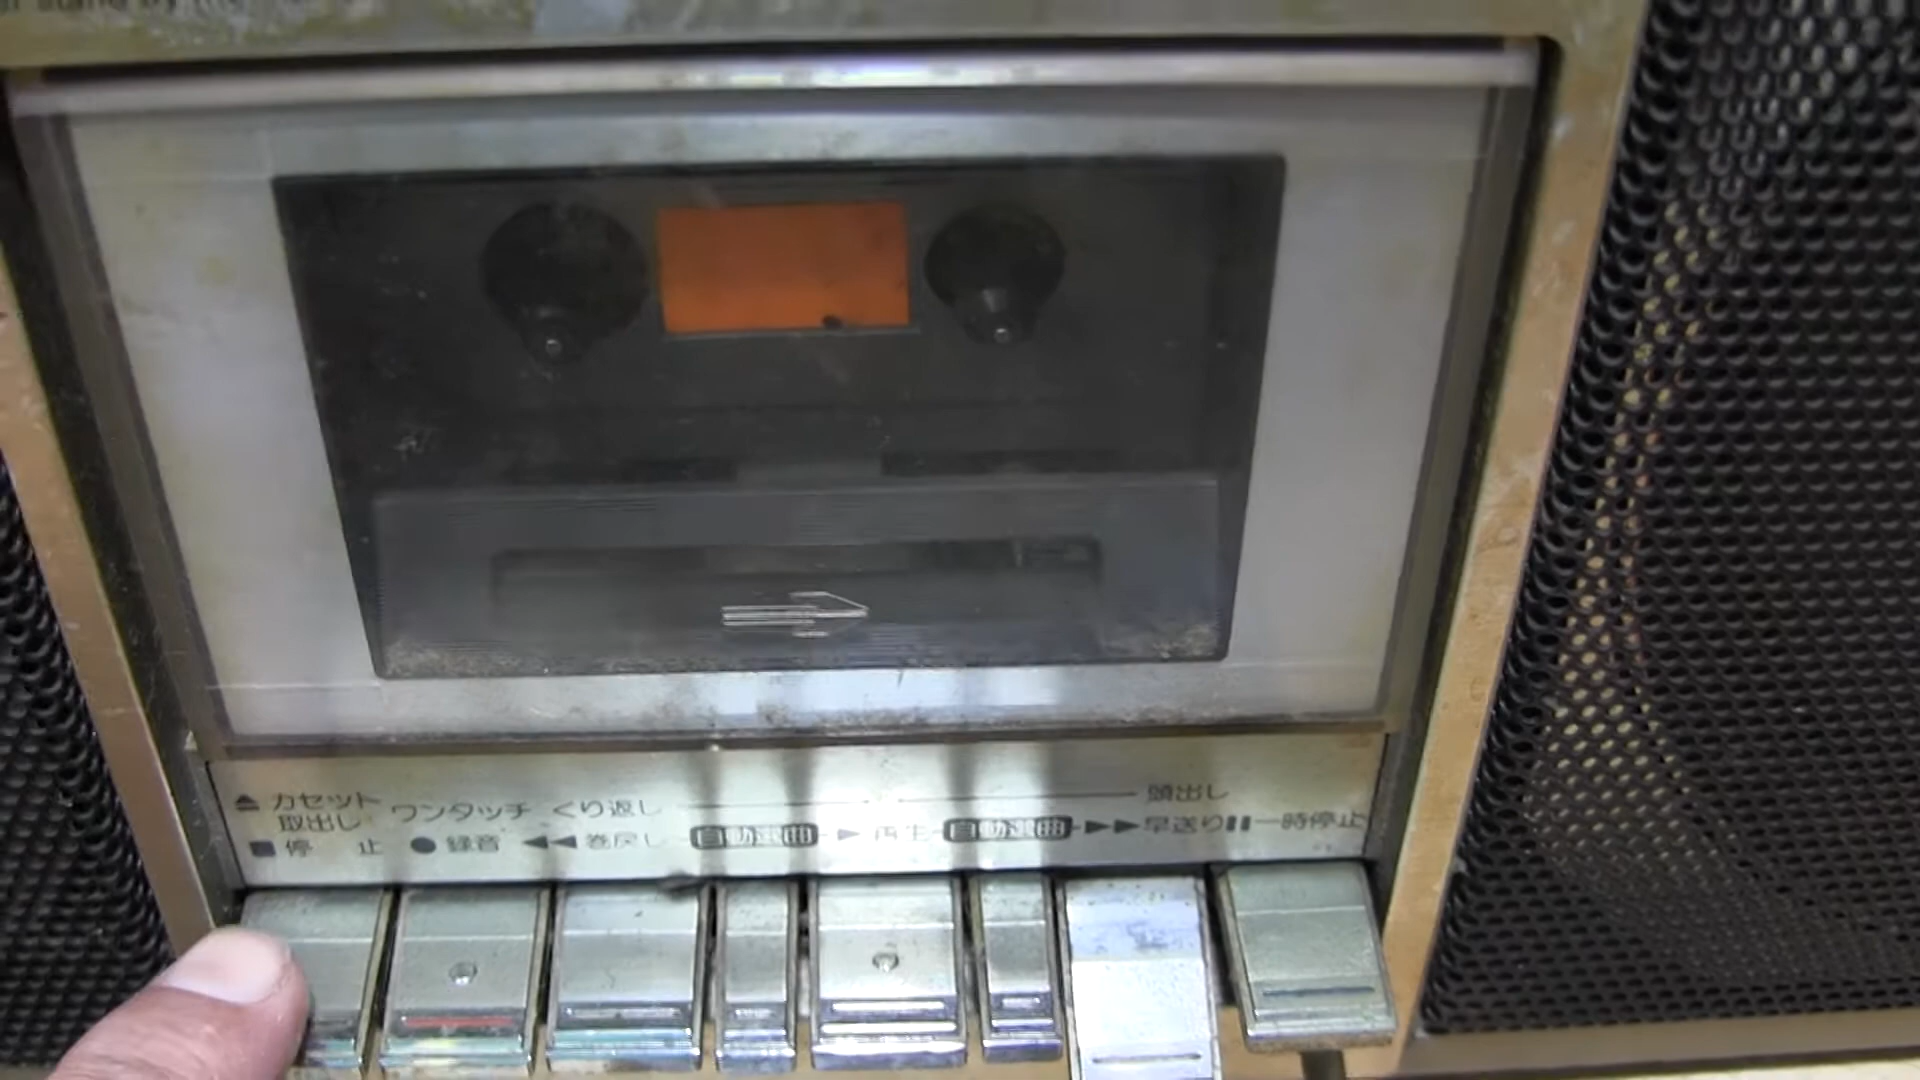 stand by
▲ カセット ワンタッチ くり返し 頭出し
取出し
■ 停 止 ● 録音 ◀◀ 巻戻し 自動選曲 ▶ 再生 自動選曲 ▶▶ 早送り ▮▮ 一時停止